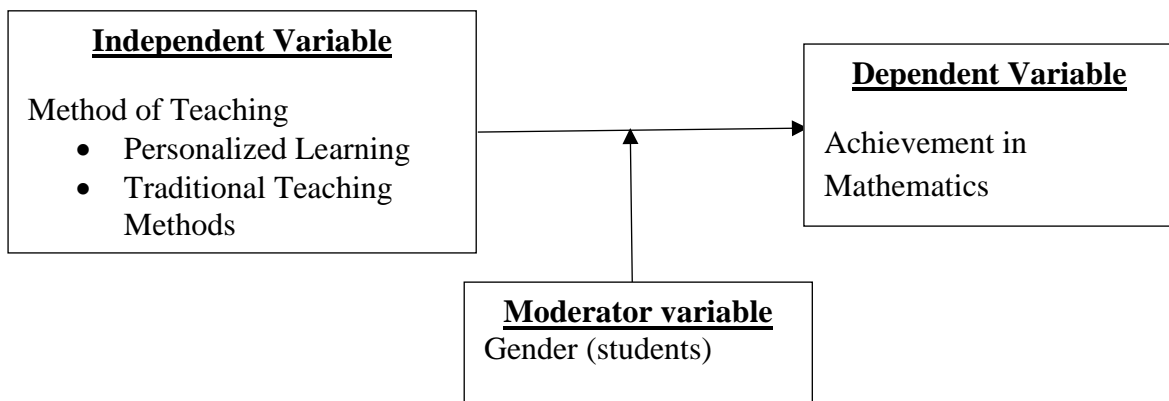 Independent Variable
Method of Teaching
• Personalized Learning
• Traditional Teaching
Methods
Dependent Variable
Achievement in
Mathematics
Moderator variable
Gender (students)